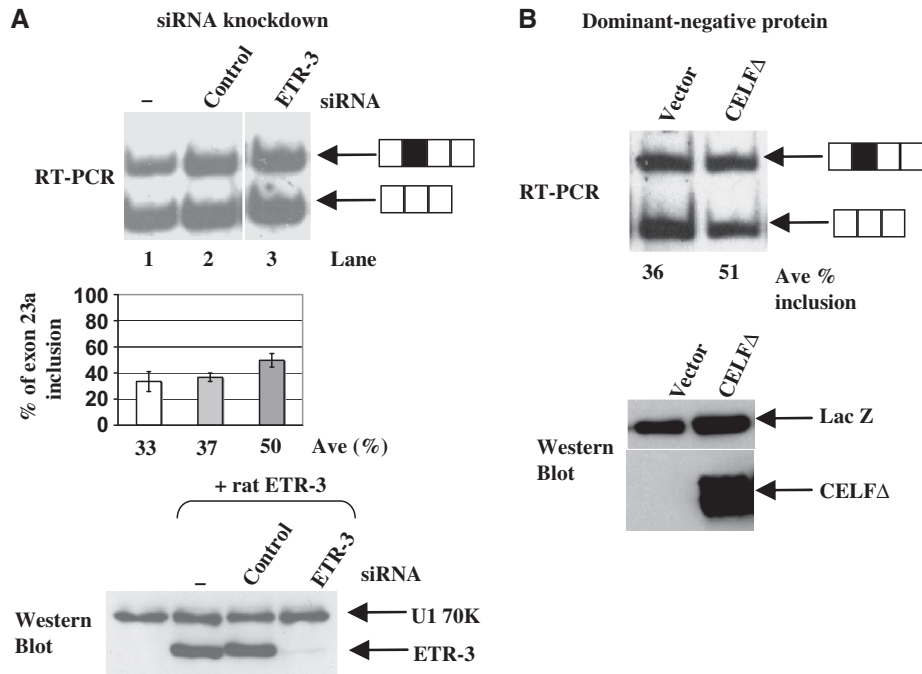 A
siRNA knockdown
– Control ETR-3 siRNA
RT-PCR
1 2 3 Lane
% of exon 23a inclusion
100
80
60
40
20
0
33 37 50 Ave (%)
+ rat ETR-3
– Control ETR-3 siRNA
Western Blot
U1 70K
ETR-3
B
Dominant-negative protein
Vector CELFΔ
RT-PCR
36 51 Ave % inclusion
Vector CELFΔ
Western Blot
Lac Z
CELFΔ